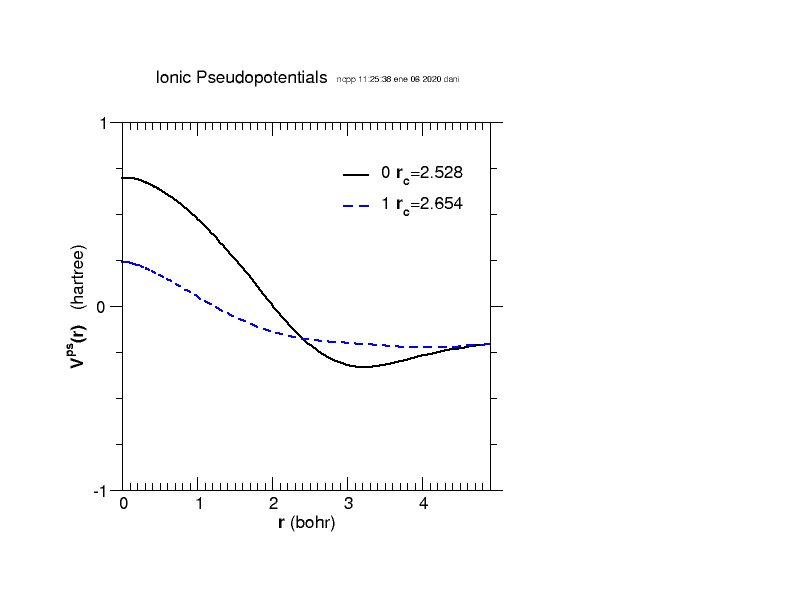 Ionic Pseudopotentials ncpp 11:25:38 ene 06 2020 dani
1
0 rc=2.528
1 rc=2.654
0
Vps(r) (hartree)
-1
0 1 2 3 4
r (bohr)